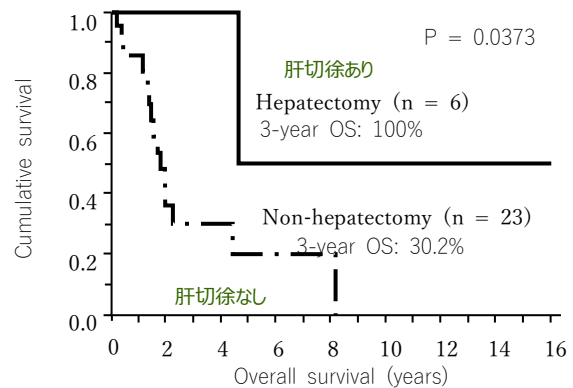 Cumulative survival
1.0
0.8
0.6
0.4
0.2
0.0
P = 0.0373
肝切徐あり
Hepatectomy (n = 6)
3-year OS: 100%
Non-hepatectomy (n = 23)
3-year OS: 30.2%
肝切徐なし
0 2 4 6 8 10 12 14 16
Overall survival (years)